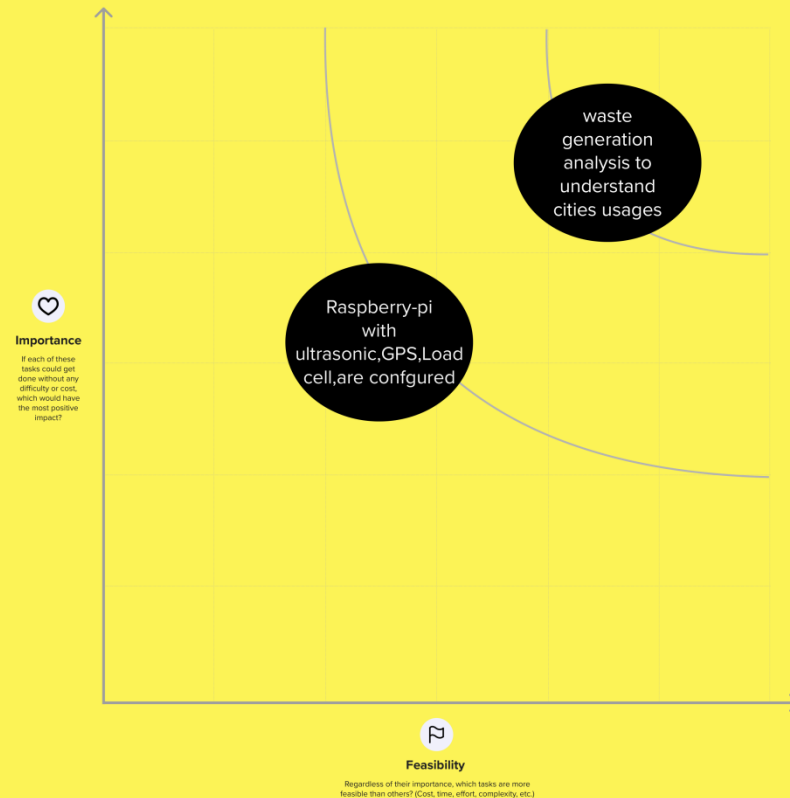 waste
generation
analysis to
understand
cities usages
Raspberry-pi
with
ultrasonic,GPS,Load
cell,are confgured
Importance
If each of these
tasks could get
done without any
difficulty or cost,
which would have
the most positive
impact?
Feasibility
Regardless of their importance, which tasks are more
feasible than others? (Cost, time, effort, complexity, etc.)